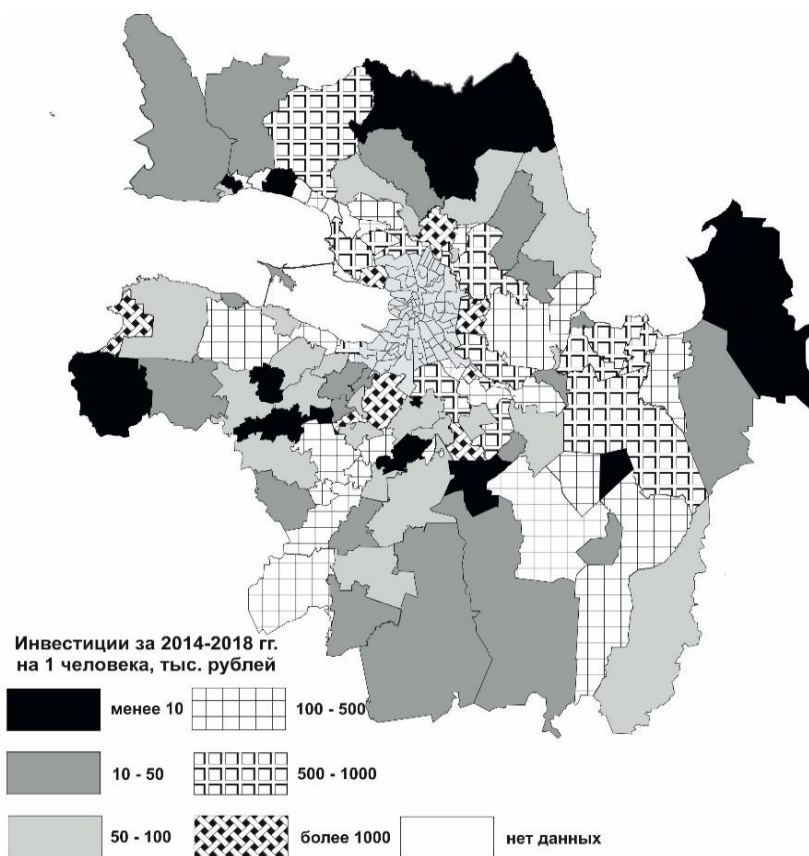 Инвестиции за 2014-2018 гг.
на 1 человека, тыс. рублей
менее 10
100 - 500
10 - 50
500 - 1000
50 - 100
более 1000
нет данных